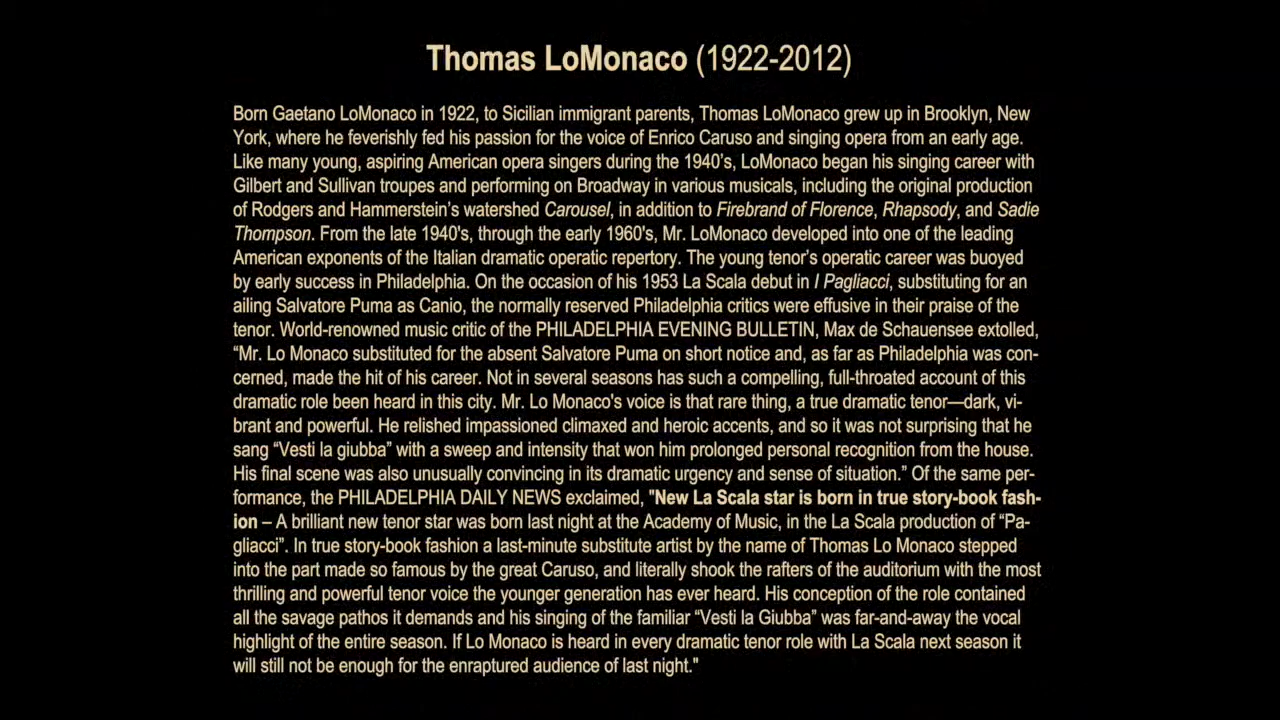 Thomas LoMonaco (1922-2012)
Born Gaetano LoMonaco in 1922, to Sicilian immigrant parents, Thomas LoMonaco grew up in Brooklyn, New
York, where he feverishly fed his passion for the voice of Enrico Caruso and singing opera from an early age.
Like many young, aspiring American opera singers during the 1940's, LoMonaco began his singing career with
Gilbert and Sullivan troupes and performing on Broadway in various musicals, including the original production
of Rodgers and Hammerstein's watershed Carousel, in addition to Firebrand of Florence, Rhapsody, and Sadie
Thompson. From the late 1940's, through the early 1960's, Mr. LoMonaco developed into one of the leading
American exponents of the Italian dramatic operatic repertory. The young tenor's operatic career was buoyed
by early success in Philadelphia. On the occasion of his 1953 La Scala debut in I Pagliacci, substituting for an
ailing Salvatore Puma as Canio, the normally reserved Philadelphia critics were effusive in their praise of the
tenor. World-renowned music critic of the PHILADELPHIA EVENING BULLETIN, Max de Schauensee extolled,
“Mr. Lo Monaco substituted for the absent Salvatore Puma on short notice and, as far as Philadelphia was con-
cerned, made the hit of his career. Not in several seasons has such a compelling, full-throated account of this
dramatic role been heard in this city. Mr. Lo Monaco's voice is that rare thing, a true dramatic tenor—dark, vi-
brant and powerful. He relished impassioned climaxed and heroic accents, and so it was not surprising that he
sang “Vesti la giubba” with a sweep and intensity that won him prolonged personal recognition from the house.
His final scene was also unusually convincing in its dramatic urgency and sense of situation.” Of the same per-
formance, the PHILADELPHIA DAILY NEWS exclaimed, "New La Scala star is born in true story-book fash-
ion – A brilliant new tenor star was born last night at the Academy of Music, in the La Scala production of “Pa-
gliacci”. In true story-book fashion a last-minute substitute artist by the name of Thomas Lo Monaco stepped
into the part made so famous by the great Caruso, and literally shook the rafters of the auditorium with the most
thrilling and powerful tenor voice the younger generation has ever heard. His conception of the role contained
all the savage pathos it demands and his singing of the familiar “Vesti la Giubba” was far-and-away the vocal
highlight of the entire season. If Lo Monaco is heard in every dramatic tenor role with La Scala next season it
will still not be enough for the enraptured audience of last night."